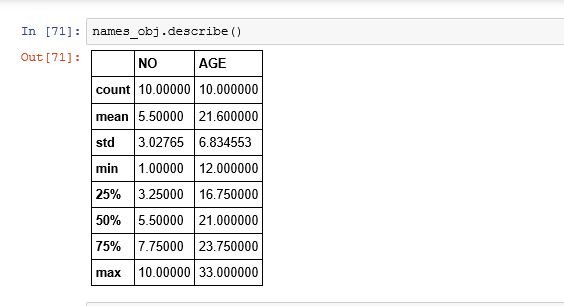 In [71]: names_obj.describe()
Out[71]:
NO AGE
count 10.00000 10.000000
mean 5.50000 21.600000
std 3.02765 6.834553
min 1.00000 12.000000
25% 3.25000 16.750000
50% 5.50000 21.000000
75% 7.75000 23.750000
max 10.00000 33.000000